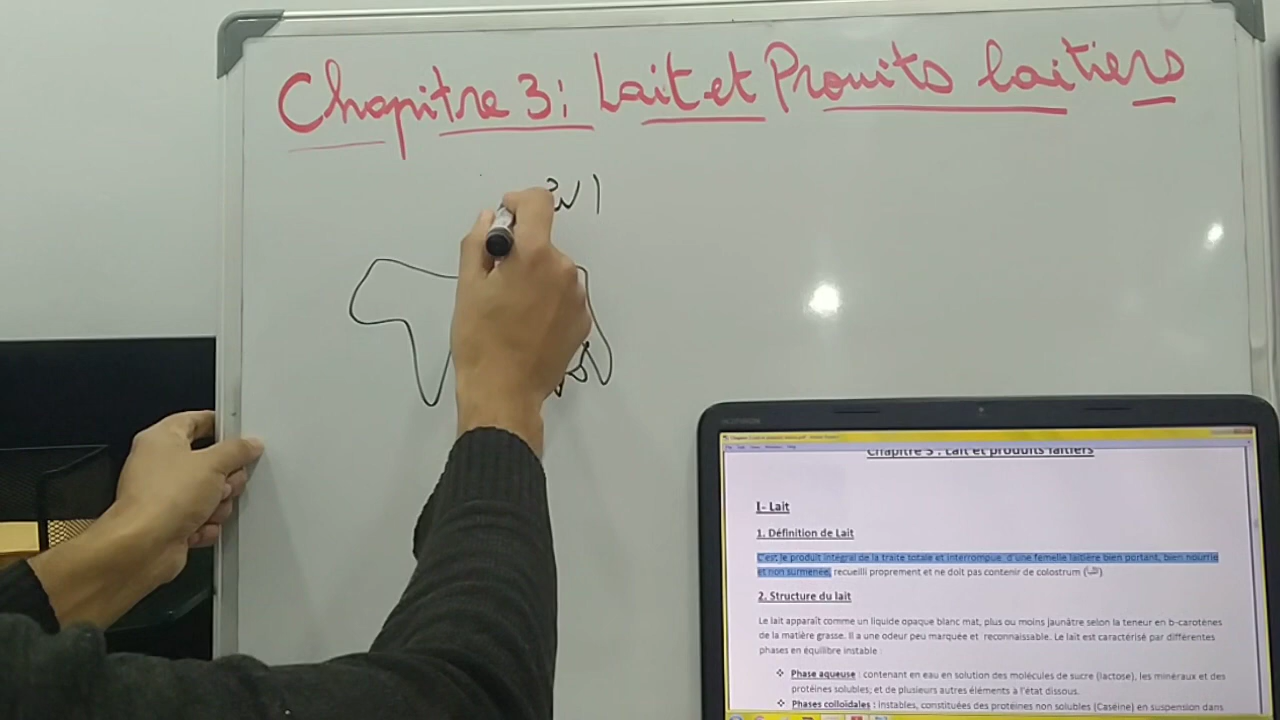 Chapitre 3: Lait et Prouits laitiers
Chapitre 3 : Lait et produits laitiers
I- Lait
1. Définition de Lait
C'est le produit intégral de la traite totale et interrompue d'une femelle laitière bien portant, bien nourrie
et non surmenée, recueilli proprement et ne doit pas contenir de colostrum
2. Structure du lait
Le lait apparaît comme un liquide opaque blanc mat, plus ou moins jaunâtre selon la teneur en b-carotènes
de la matière grasse. Il a une odeur peu marquée et reconnaissable. Le lait est caractérisé par différentes
phases en équilibre instable :
❖ Phase aqueuse : contenant en eau en solution des molécules de sucre (lactose), les minéraux et des
protéines solubles; et de plusieurs autres éléments à l'état dissous.
❖ Phases colloïdales : instables, constituées des protéines non solubles (Caséine) en suspension dans